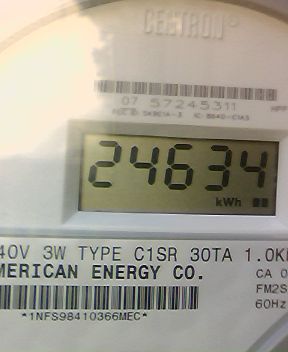 CENTRON®
07 57245311
24634
kWh
40V 3W TYPE C1SR 30TA 1.0K
MERICAN ENERGY CO.
CA 0
FM2S
60Hz
*1NFS98410366MEC*